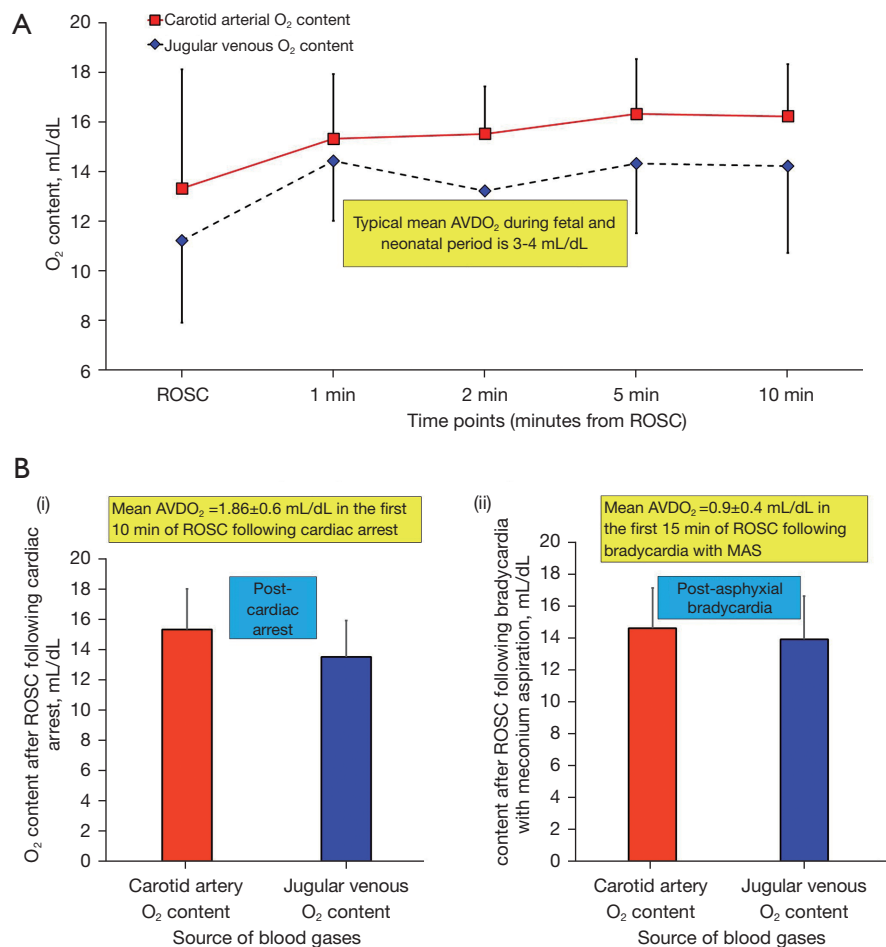 A
Carotid arterial O₂ content
Jugular venous O₂ content
O₂ content, mL/dL
20
18
16
14
12
10
8
6
Typical mean AVDO₂ during fetal and
neonatal period is 3-4 mL/dL
ROSC
1 min
2 min
5 min
10 min
Time points (minutes from ROSC)
B
(i)
Mean AVDO₂ =1.86±0.6 mL/dL in the first
10 min of ROSC following cardiac arrest
O₂ content after ROSC following cardiac
arrest, mL/dL
20
18
16
14
12
10
8
6
4
2
0
Post-
cardiac
arrest
Carotid artery
O₂ content
Jugular venous
O₂ content
Source of blood gases
(ii)
Mean AVDO₂ =0.9±0.4 mL/dL in
the first 15 min of ROSC following
bradycardia with MAS
content after ROSC following bradycardia
with meconium aspiration, mL/dL
20
18
16
14
12
10
8
6
4
2
0
Post-asphyxial
bradycardia
Carotid artery
O₂ content
Jugular venous
O₂ content
Source of blood gases